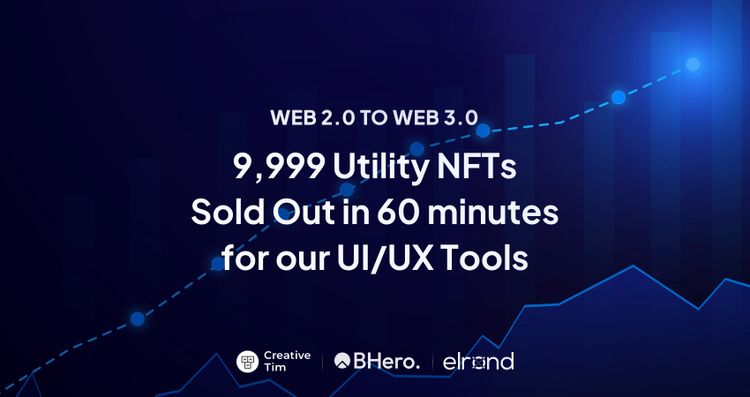 WEB 2.0 TO WEB 3.0
9,999 Utility NFTs
Sold Out in 60 minutes
for our UI/UX Tools
Creative
Tim
BHero.
elrond